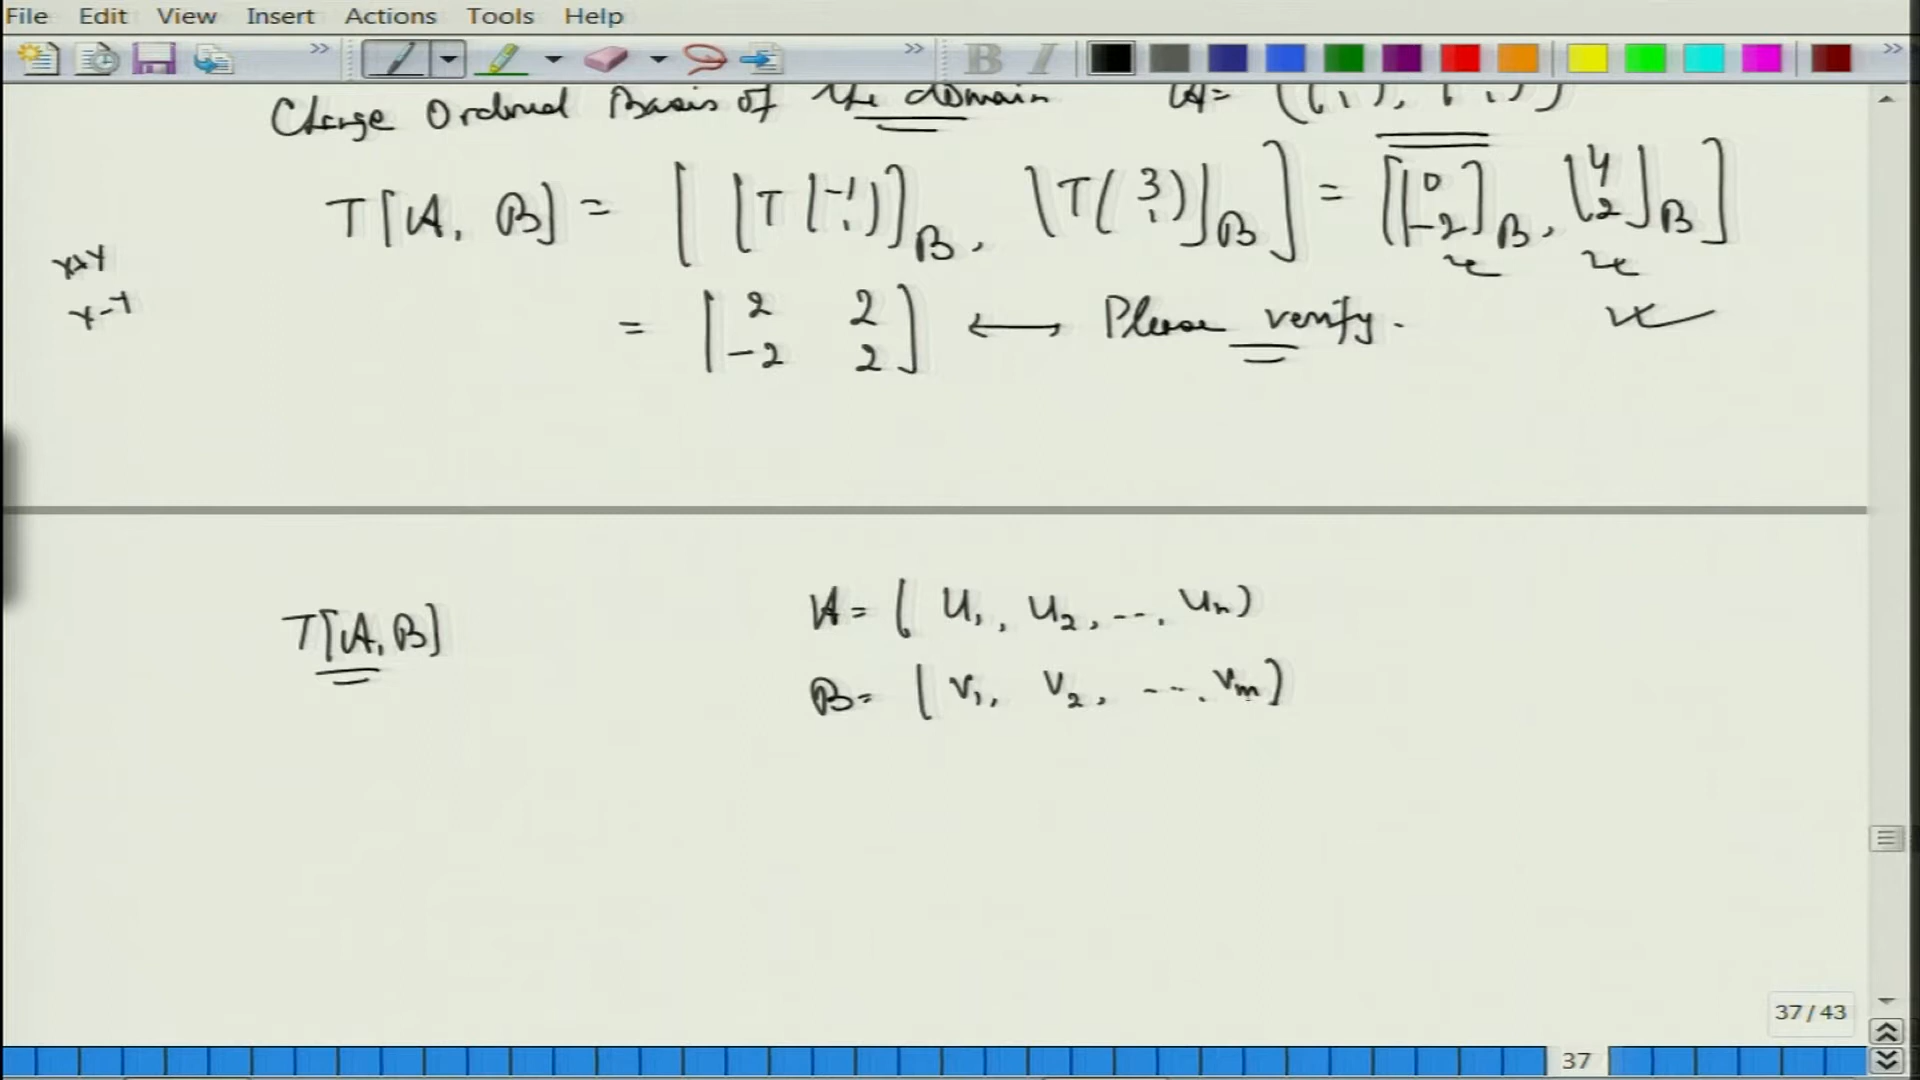 File Edit View Insert Actions Tools Help
B I
Change Ordered Basis of the domain A =
T[A, B] = [ [T(-1 1)]B, [T(3 1)]B ] = [[0 -2]B, [4 2]B]
x+y
x-y
= [2 2 -2 2] ⟷ Please verify.
T[A, B]
A = (u1, u2, ..., un)
B = (v1, v2, ..., vm)
37 / 43
37